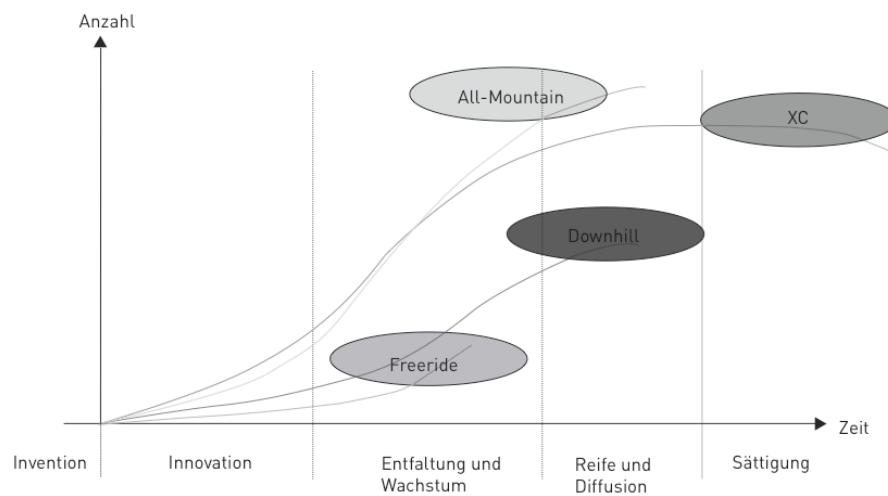 Anzahl
All-Mountain
XC
Downhill
Freeride
Zeit
Invention
Innovation
Entfaltung und
Wachstum
Reife und
Diffusion
Sättigung